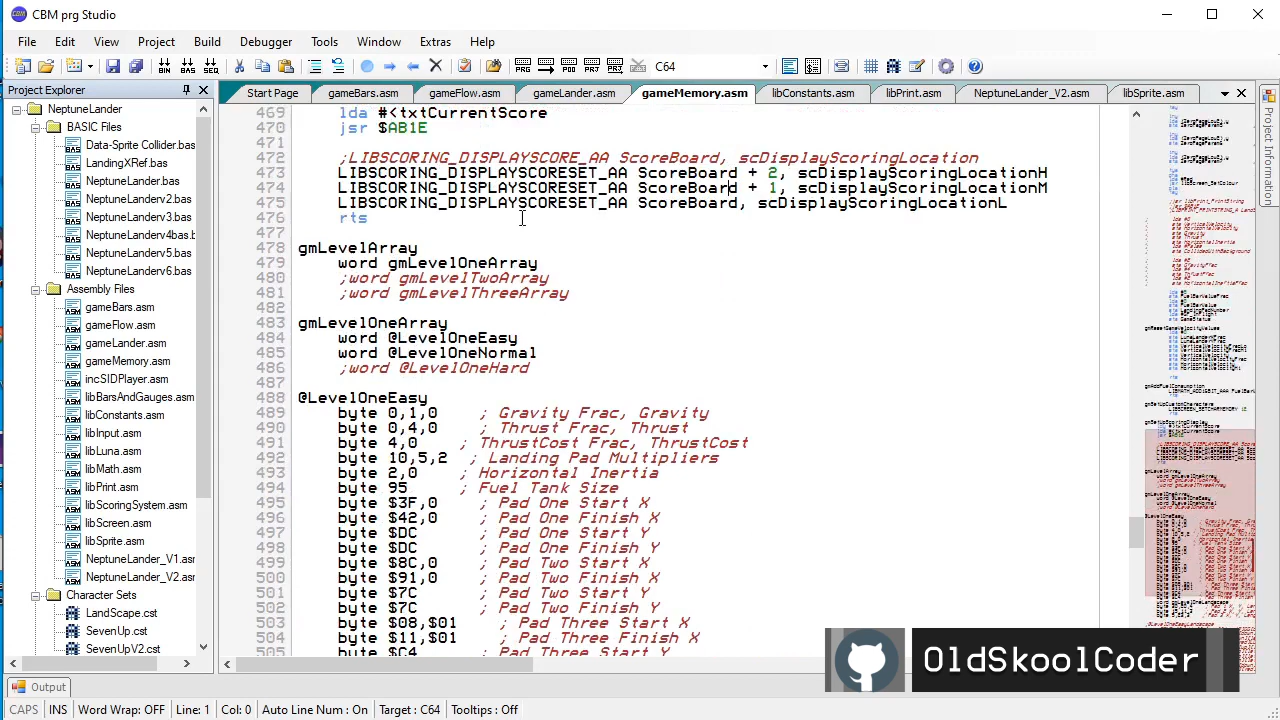 CBM prg Studio
File Edit View Project Build Debugger Tools Window Extras Help
C64
Project Explorer
Start Page gameBars.asm gameFlow.asm gameLander.asm gameMemory.asm libConstants.asm libPrint.asm NeptuneLander_V2.asm libSprite.asm
NeptuneLander
BASIC Files
Data-Sprite Collider.bas
LandingXRef.bas
NeptuneLander.bas
NeptuneLanderv2.bas
NeptuneLanderv3.bas
NeptuneLanderv4bas.b
NeptuneLanderv5.bas
NeptuneLanderv6.bas
Assembly Files
gameBars.asm
gameFlow.asm
gameLander.asm
gameMemory.asm
incSIDPlayer.asm
libBarsAndGauges.asm
libConstants.asm
libInput.asm
libLuna.asm
libMath.asm
libPrint.asm
libScoringSystem.asm
libScreen.asm
libSprite.asm
NeptuneLander_V1.asm
NeptuneLander_V2.asm
Character Sets
LandScape.cst
SevenUp.cst
SevenUpV2.cst
469 lda #<txtCurrentScore
470 jsr $AB1E
471
472 ;LIBSCORING_DISPLAYSCORE_AA ScoreBoard, scDisplayScoringLocation
473 LIBSCORING_DISPLAYSCORESET_AA ScoreBoard + 2, scDisplayScoringLocationH
474 LIBSCORING_DISPLAYSCORESET_AA ScoreBoard + 1, scDisplayScoringLocationM
475 LIBSCORING_DISPLAYSCORESET_AA ScoreBoard, scDisplayScoringLocationL
476 rts
477
478 gmLevelArray
479 word gmLevelOneArray
480 ;word gmLevelTwoArray
481 ;word gmLevelThreeArray
482
483 gmLevelOneArray
484 word @LevelOneEasy
485 word @LevelOneNormal
486 ;word @LevelOneHard
487
488 @LevelOneEasy
489 byte 0,1,0 ; Gravity Frac, Gravity
490 byte 0,4,0 ; Thrust Frac, Thrust
491 byte 4,0 ; ThrustCost Frac, ThrustCost
492 byte 10,5,2 ; Landing Pad Multipliers
493 byte 2,0 ; Horizontal Inertia
494 byte 95 ; Fuel Tank Size
495 byte $3F,0 ; Pad One Start X
496 byte $42,0 ; Pad One Finish X
497 byte $DC ; Pad One Start Y
498 byte $DC ; Pad One Finish Y
499 byte $8C,0 ; Pad Two Start X
500 byte $91,0 ; Pad Two Finish X
501 byte $7C ; Pad Two Start Y
502 byte $7C ; Pad Two Finish Y
503 byte $08,$01 ; Pad Three Start X
504 byte $11,$01 ; Pad Three Finish X
505 byte $C4 ; Pad Three Start Y
Project Information
OldSkoolCoder
Output
CAPS INS Word Wrap: OFF Line: 1 Col: 0 Auto Line Num : On Target : C64 Tooltips : Off